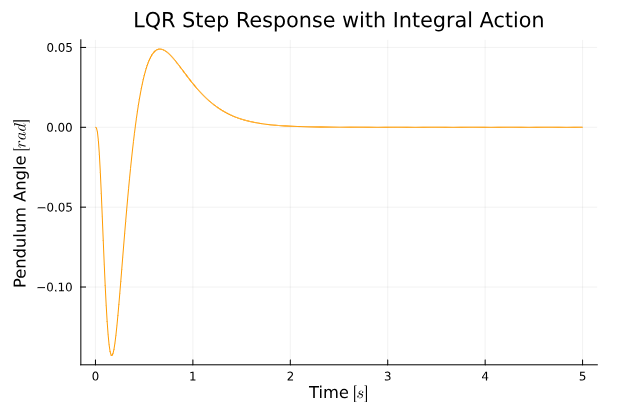 LQR Step Response with Integral Action
Pendulum Angle [rad]
0.05
0.00
−0.05
−0.10
0 1 2 3 4 5
Time [s]